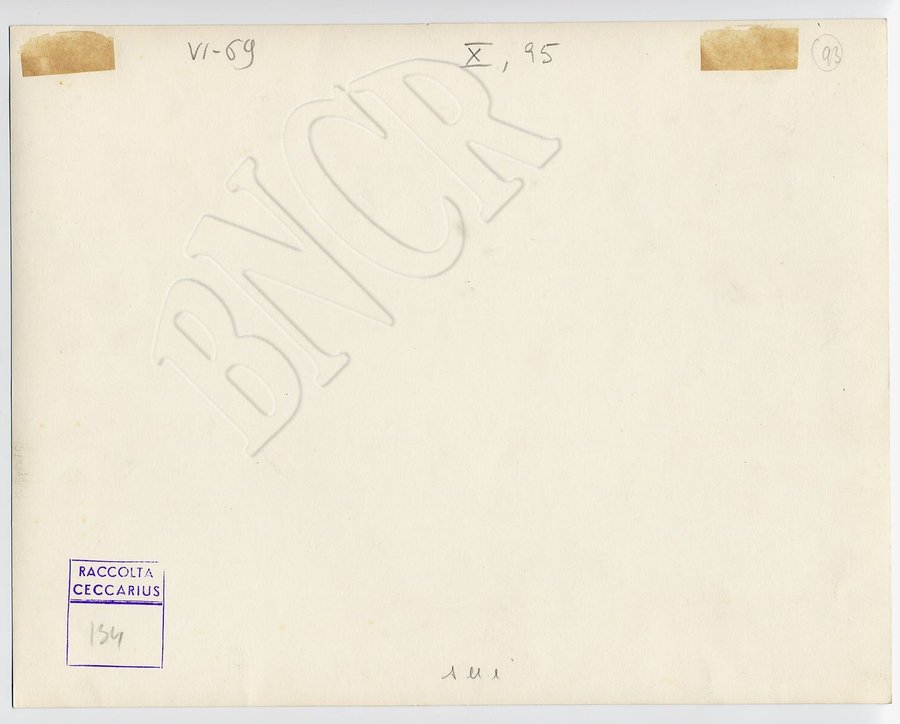 VI-69
X, 95
93
BNCR
RACCOLTA
CECCARIUS
134